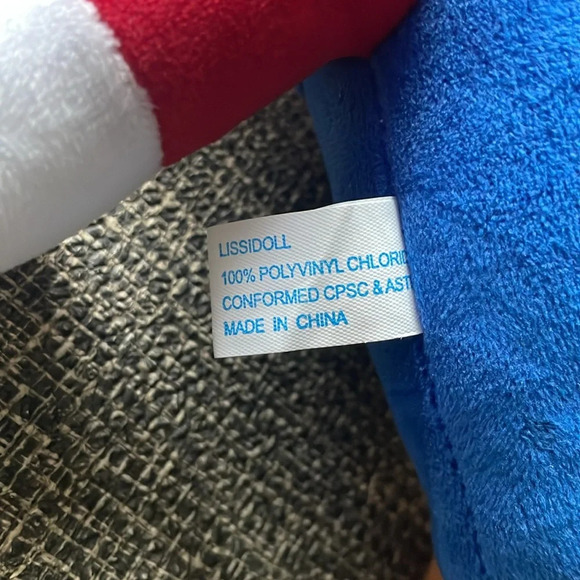 LISSIDOLL
100% POLYVINYL CHLORID
CONFORMED CPSC & AST
MADE IN CHINA